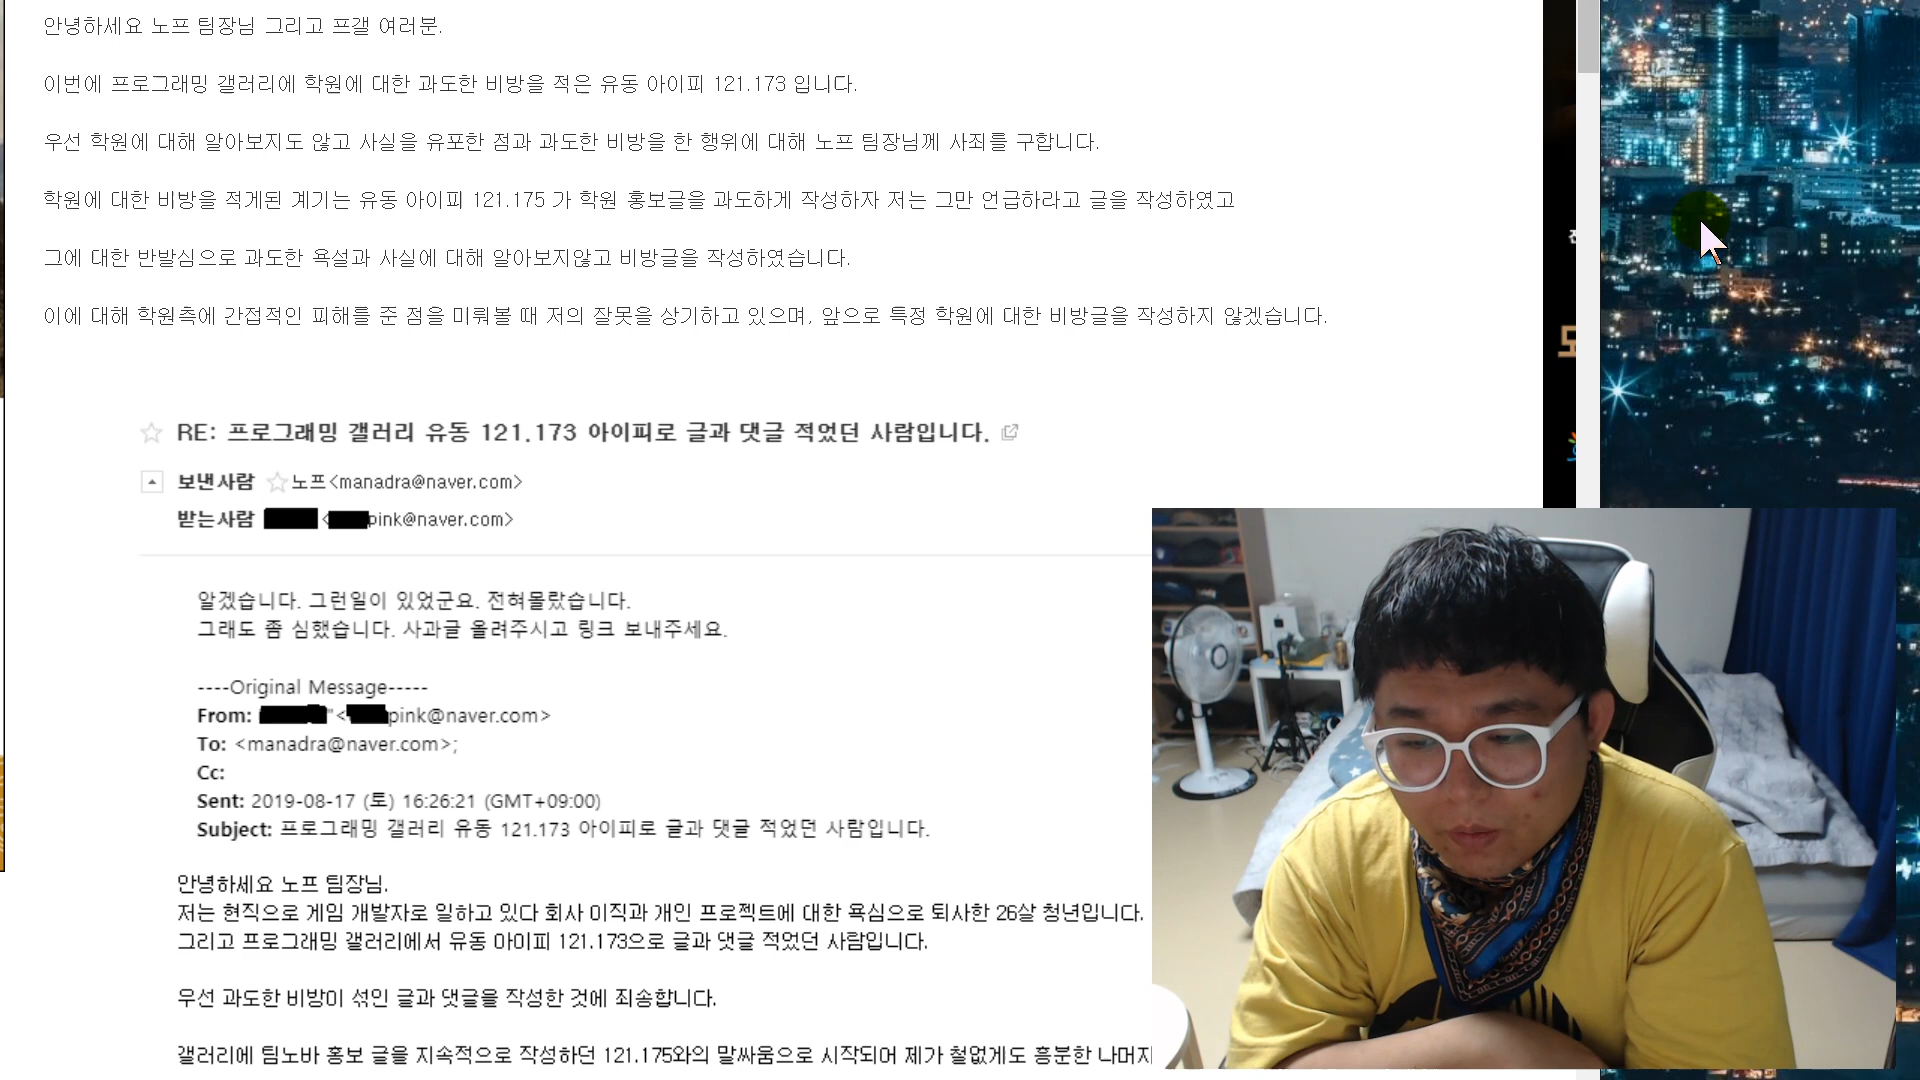 안녕하세요 노프 팀장님 그리고 프갤 여러분.
이번에 프로그래밍 갤러리에 학원에 대한 과도한 비방을 적은 유동 아이피 121.173 입니다.
우선 학원에 대해 알아보지도 않고 사실을 유포한 점과 과도한 비방을 한 행위에 대해 노프 팀장님께 사죄를 구합니다.
학원에 대한 비방을 적게된 계기는 유동 아이피 121.175 가 학원 홍보글을 과도하게 작성하자 저는 그만 언급하라고 글을 작성하였고
그에 대한 반발심으로 과도한 욕설과 사실에 대해 알아보지않고 비방글을 작성하였습니다.
이에 대해 학원측에 간접적인 피해를 준 점을 미뤄볼 때 저의 잘못을 상기하고 있으며, 앞으로 특정 학원에 대한 비방글을 작성하지 않겠습니다.
RE: 프로그래밍 갤러리 유동 121.173 아이피로 글과 댓글 적었던 사람입니다.
보낸사람 노프<manadra@naver.com>
받는사람 <pink@naver.com>
알겠습니다. 그런일이 있었군요. 전혀몰랐습니다.
그래도 좀 심했습니다. 사과글 올려주시고 링크 보내주세요.
----Original Message-----
From: "<pink@naver.com>
To: <manadra@naver.com>;
Cc:
Sent: 2019-08-17 (토) 16:26:21 (GMT+09:00)
Subject: 프로그래밍 갤러리 유동 121.173 아이피로 글과 댓글 적었던 사람입니다.
안녕하세요 노프 팀장님.
저는 현직으로 게임 개발자로 일하고 있다 회사 이직과 개인 프로젝트에 대한 욕심으로 퇴사한 26살 청년입니다.
그리고 프로그래밍 갤러리에서 유동 아이피 121.173으로 글과 댓글 적었던 사람입니다.
우선 과도한 비방이 섞인 글과 댓글을 작성한 것에 죄송합니다.
갤러리에 팀노바 홍보 글을 지속적으로 작성하던 121.175와의 말싸움으로 시작되어 제가 철없게도 흥분한 나머지